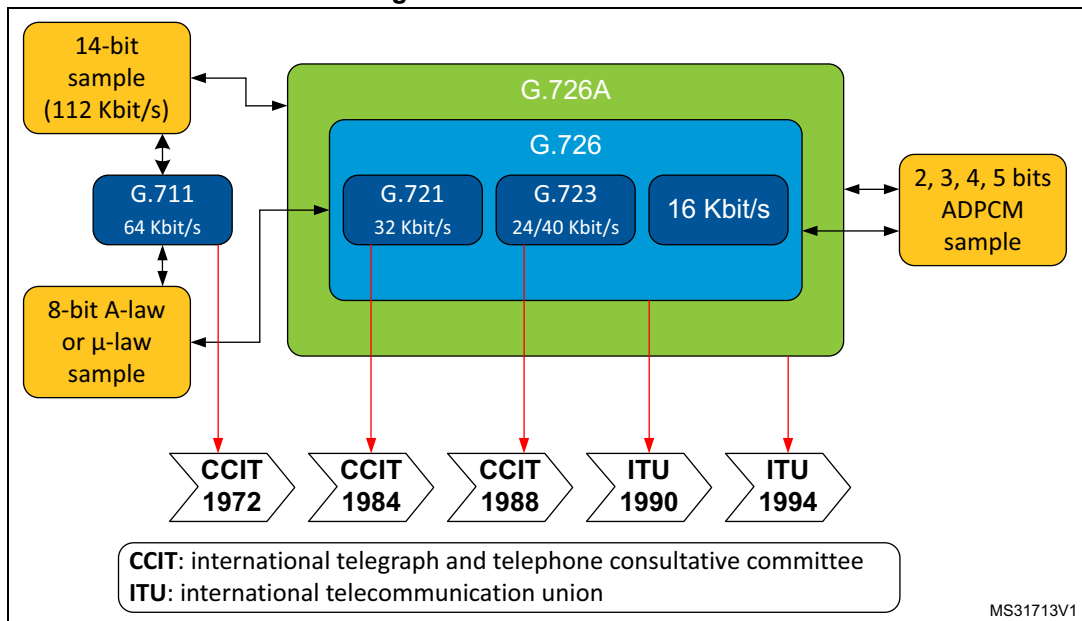 14-bit
sample
(112 Kbit/s)
G.711
64 Kbit/s
8-bit A-law
or µ-law
sample
G.726A
G.726
G.721
32 Kbit/s
G.723
24/40 Kbit/s
16 Kbit/s
2, 3, 4, 5 bits
ADPCM
sample
CCIT
1972
CCIT
1984
CCIT
1988
ITU
1990
ITU
1994
CCIT: international telegraph and telephone consultative committee
ITU: international telecommunication union
MS31713V1